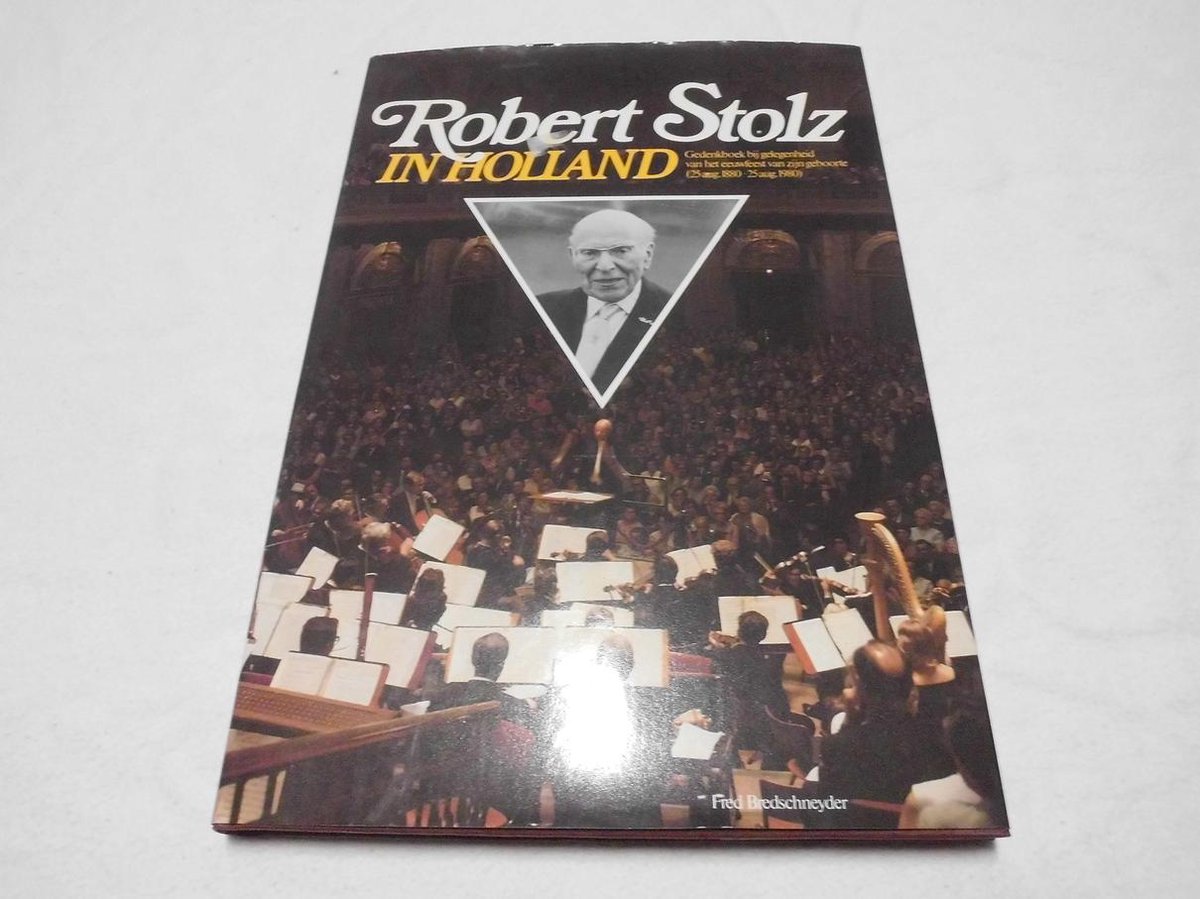 Robert Stolz
IN HOLLAND
Gedenkboek bij gelegenheid
van het eeuwfeest van zijn geboorte
(25 aug. 1880 - 25 aug. 1980)
Fred Bredschneyder